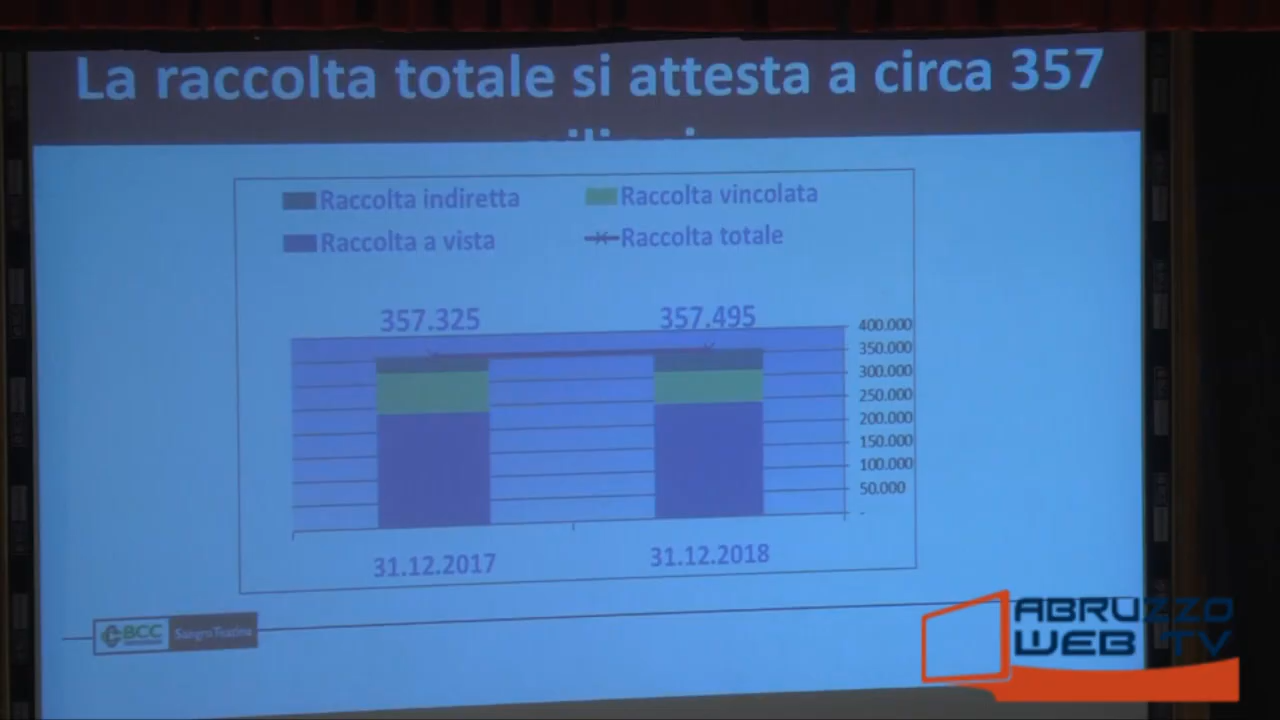 La raccolta totale si attesta a circa 357
Raccolta indiretta
Raccolta vincolata
Raccolta a vista
Raccolta totale
357.325
357.495
400.000
350.000
300.000
250.000
200.000
150.000
100.000
50.000
-
31.12.2017
31.12.2018
BCC
ABRUZZO
WEB TV